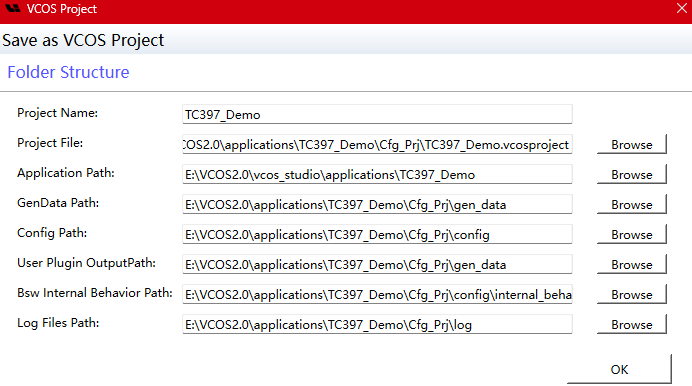 VCOS Project
Save as VCOS Project
Folder Structure
Project Name: TC397_Demo
Project File: COS2.0\applications\TC397_Demo\Cfg_Prj\TC397_Demo.vcosproject Browse
Application Path: E:\VCOS2.0\vcos_studio\applications\TC397_Demo Browse
GenData Path: E:\VCOS2.0\applications\TC397_Demo\Cfg_Prj\gen_data Browse
Config Path: E:\VCOS2.0\applications\TC397_Demo\Cfg_Prj\config Browse
User Plugin OutputPath: E:\VCOS2.0\applications\TC397_Demo\Cfg_Prj\gen_data Browse
Bsw Internal Behavior Path: E:\VCOS2.0\applications\TC397_Demo\Cfg_Prj\config\internal_beha Browse
Log Files Path: E:\VCOS2.0\applications\TC397_Demo\Cfg_Prj\log Browse
OK